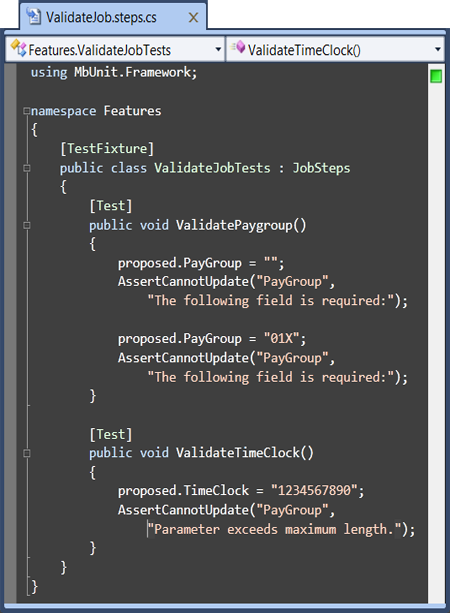 ValidateJob.steps.cs X
Features.ValidateJobTests ValidateTimeClock()
using MbUnit.Framework;
namespace Features
{
[TestFixture]
public class ValidateJobTests : JobSteps
{
[Test]
public void ValidatePaygroup()
{
proposed.PayGroup = "";
AssertCannotUpdate("PayGroup",
"The following field is required:");
proposed.PayGroup = "01X";
AssertCannotUpdate("PayGroup",
"The following field is required:");
}
[Test]
public void ValidateTimeClock()
{
proposed.TimeClock = "1234567890";
AssertCannotUpdate("PayGroup",
"Parameter exceeds maximum length.");
}
}
}